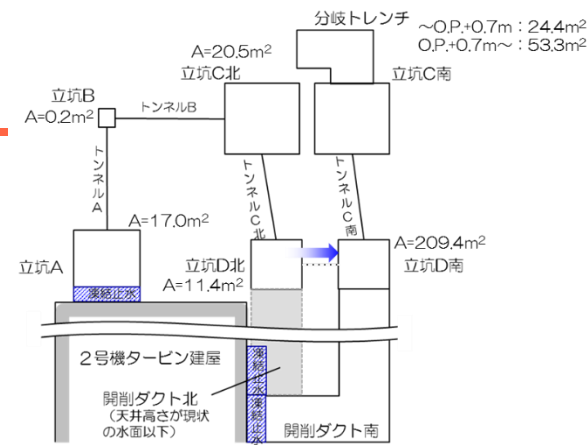 分岐トレンチ
～O.P.+0.7m：24.4m²
O.P.+0.7m～：53.3m²
A=20.5m²
立坑C北
立坑C南
立坑B
A=0.2m²
トンネルB
トンネルA
トンネルC北
トンネルC南
A=17.0m²
立坑A
凍結止水
立坑D北
A=11.4m²
A=209.4m²
立坑D南
2号機タービン建屋
凍結止水
凍結止水
開削ダクト北
（天井高さが現状
の水面以下）
開削ダクト南